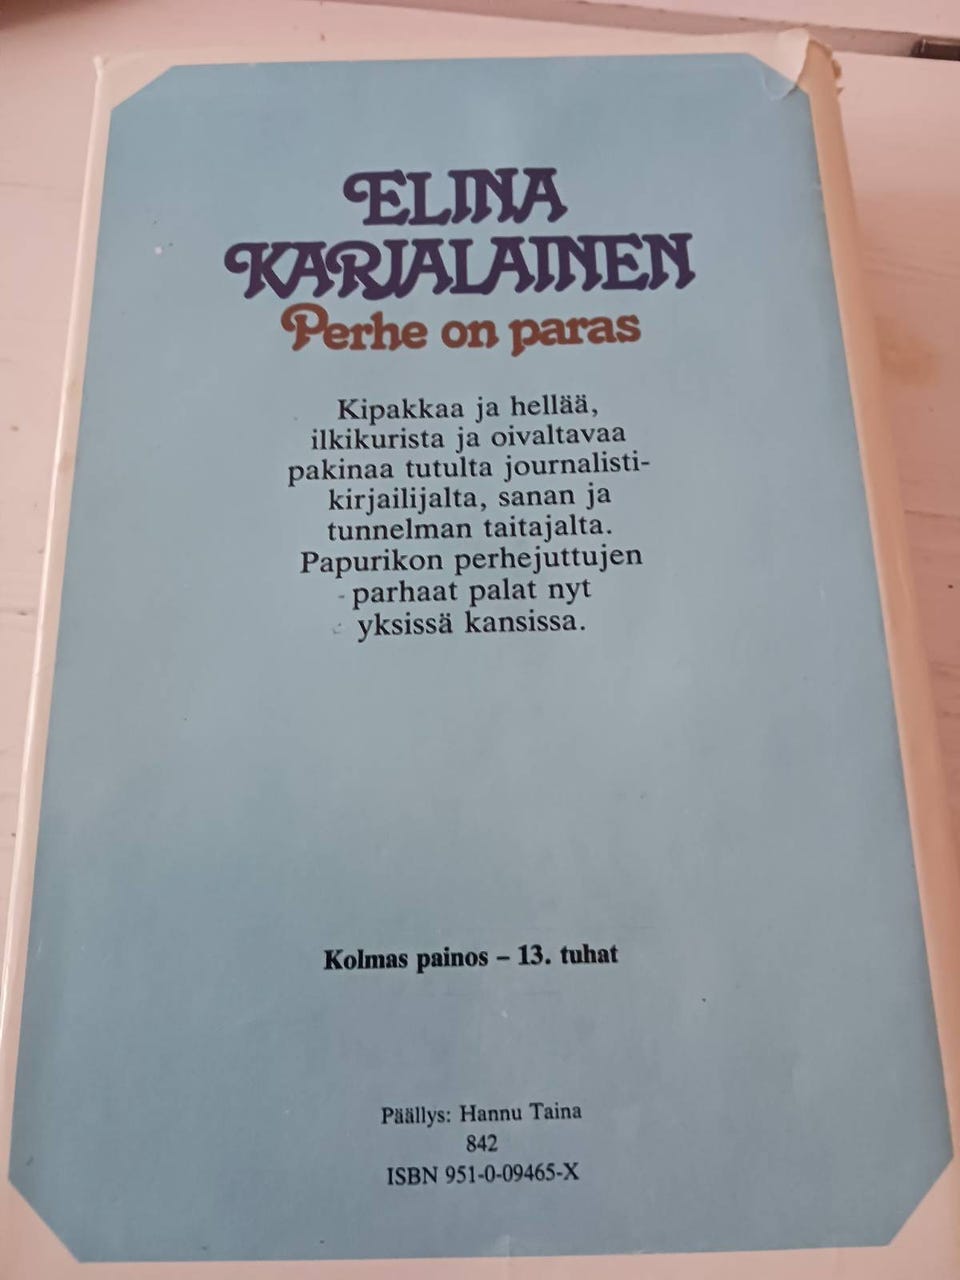 ELINA
KARJALAINEN
Perhe on paras
Kipakkaa ja hellää,
ilkikurista ja oivaltavaa
pakinaa tutulta journalisti-
kirjailijalta, sanan ja
tunnelman taitajalta.
Papurikon perhejuttujen
parhaat palat nyt
yksissä kansissa.
Kolmas painos – 13. tuhat
Päällys: Hannu Taina
842
ISBN 951-0-09465-X